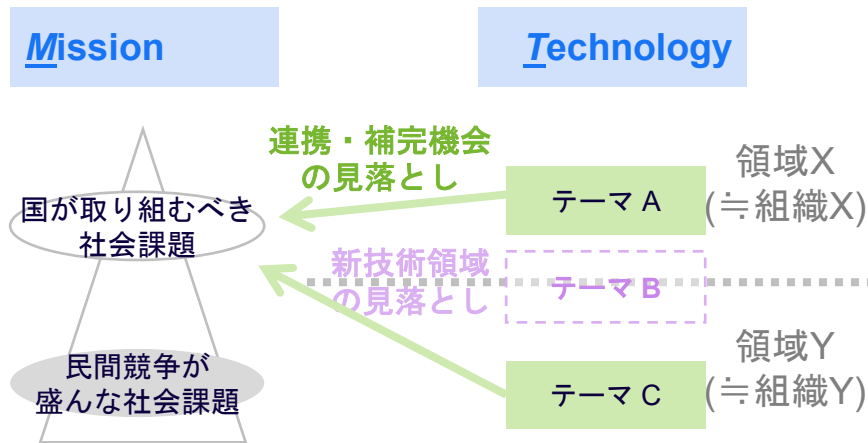 Mission
Technology
連携・補完機会
の見落とし
国が取り組むべき
社会課題
テーマ A
領域X
(≒組織X)
新技術領域
の見落とし
テーマ B
民間競争が
盛んな社会課題
テーマ C
領域Y
(≒組織Y)